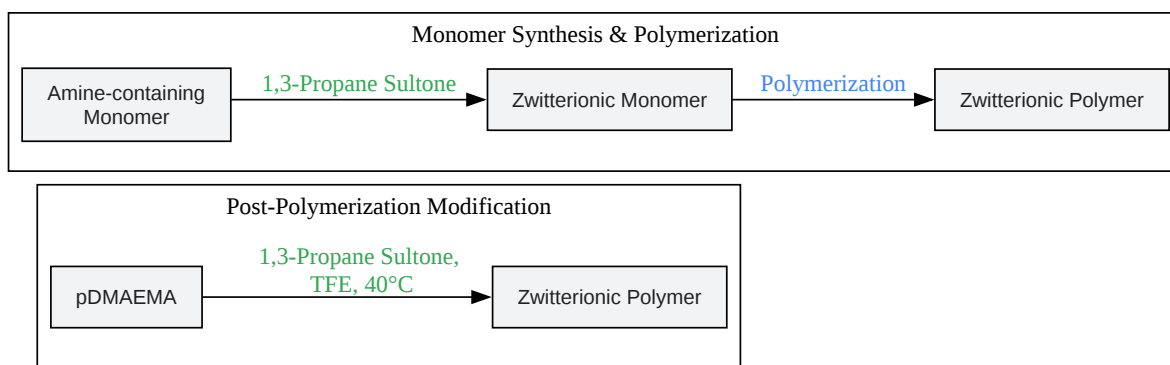 Monomer Synthesis & Polymerization
Amine-containing
Monomer
1,3-Propane Sultone
Zwitterionic Monomer
Polymerization
Zwitterionic Polymer
Post-Polymerization Modification
pDMAEMA
1,3-Propane Sultone,
TFE, 40°C
Zwitterionic Polymer